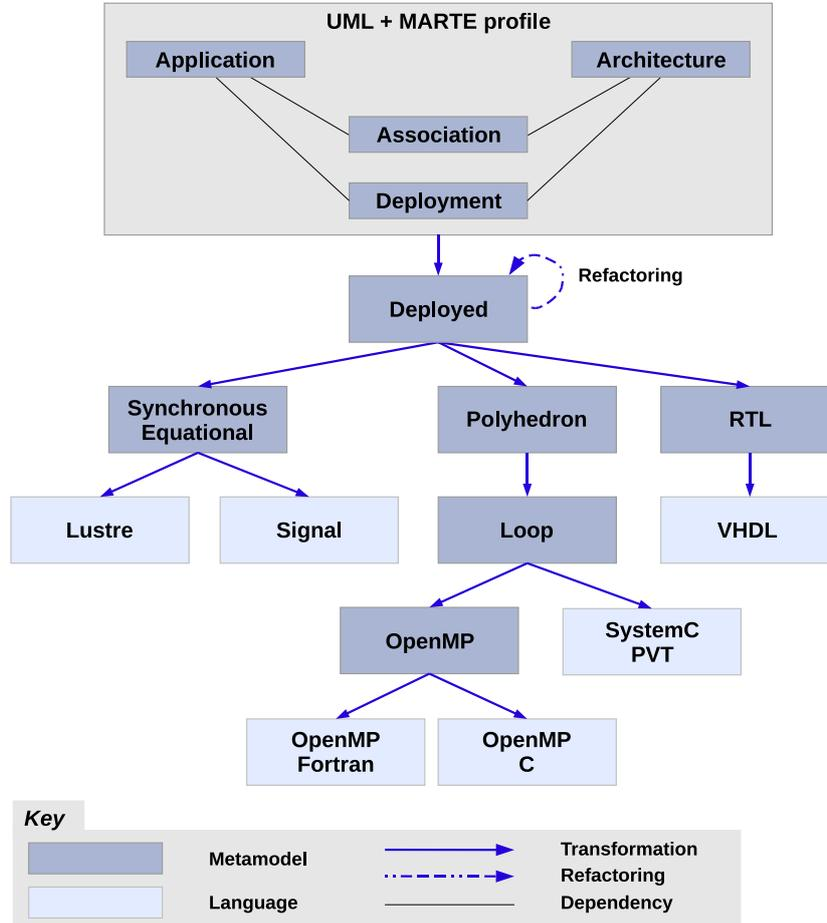 UML + MARTE profile
Application
Architecture
Association
Deployment
Refactoring
Deployed
Synchronous
Equational
Polyhedron
RTL
Lustre
Signal
Loop
VHDL
OpenMP
SystemC
PVT
OpenMP
Fortran
OpenMP
C
Key
Metamodel
Transformation
Refactoring
Language
Dependency